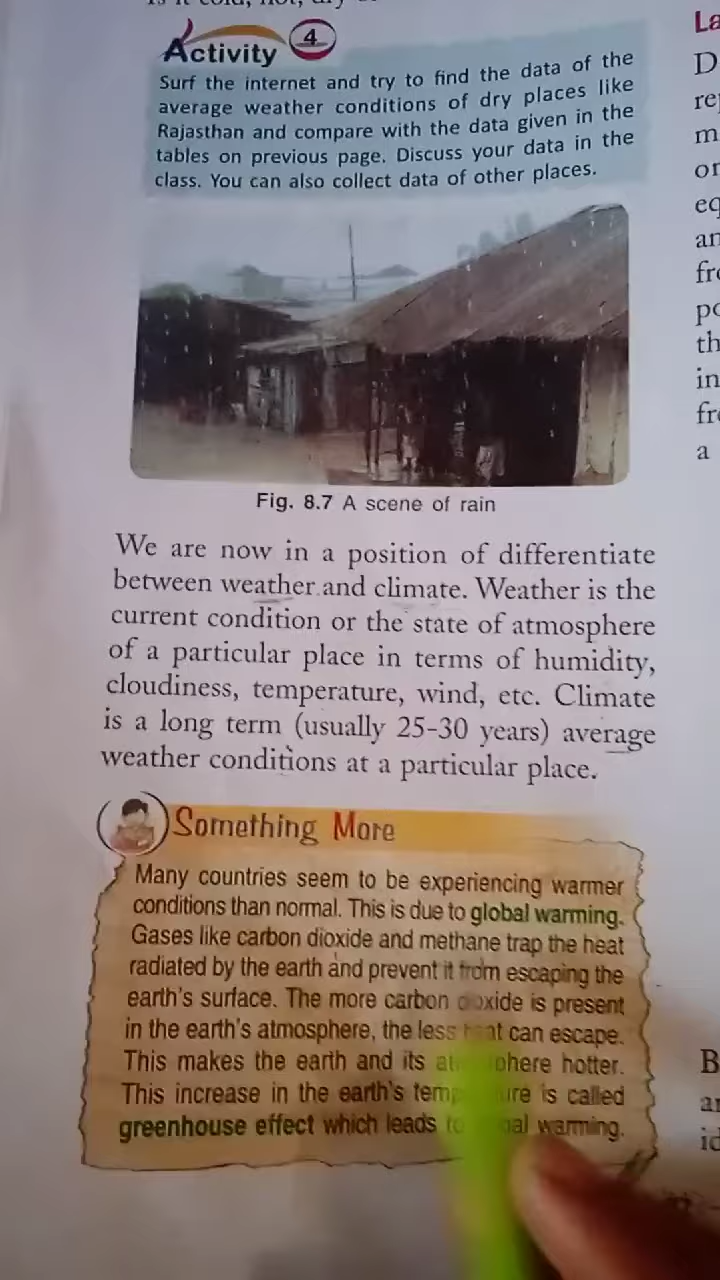 Activity 4
Surf the internet and try to find the data of the
average weather conditions of dry places like
Rajasthan and compare with the data given in the
tables on previous page. Discuss your data in the
class. You can also collect data of other places.
Fig. 8.7 A scene of rain
We are now in a position of differentiate
between weather and climate. Weather is the
current condition or the state of atmosphere
of a particular place in terms of humidity,
cloudiness, temperature, wind, etc. Climate
is a long term (usually 25-30 years) average
weather conditions at a particular place.
Something More
Many countries seem to be experiencing warmer
conditions than normal. This is due to global warming.
Gases like carbon dioxide and methane trap the heat
radiated by the earth and prevent it from escaping the
earth's surface. The more carbon dioxide is present
in the earth's atmosphere, the less heat can escape.
This makes the earth and its atmosphere hotter.
This increase in the earth's temperature is called
greenhouse effect which leads to global warming.